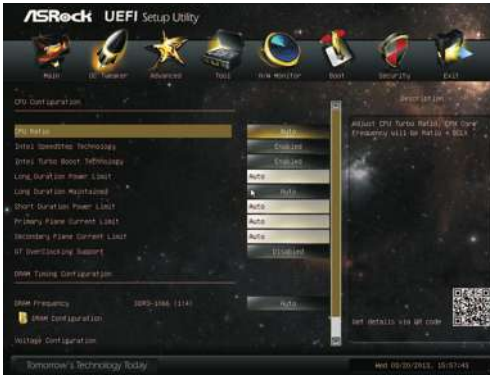 ASRock UEFI Setup Utility
Main OC Tweaker Advanced Tool H/W Monitor Boot Security Exit
CPU Configuration
Description
CPU Ratio Auto
Adjust CPU Turbo Ratio. CPU Core
Frequency will be Ratio * BCLK
Intel SpeedStep Technology Enabled
Intel Turbo Boost Technology Enabled
Long Duration Power Limit Auto
Long Duration Maintained Auto
Short Duration Power Limit Auto
Primary Plane Current Limit Auto
Secondary Plane Current Limit Auto
GT OverClocking Support Disabled
DRAM Timing Configuration
DRAM Frequency Auto
DRAM Configuration
Get details via QR code
Voltage Configuration
Tomorrow's Technology Today